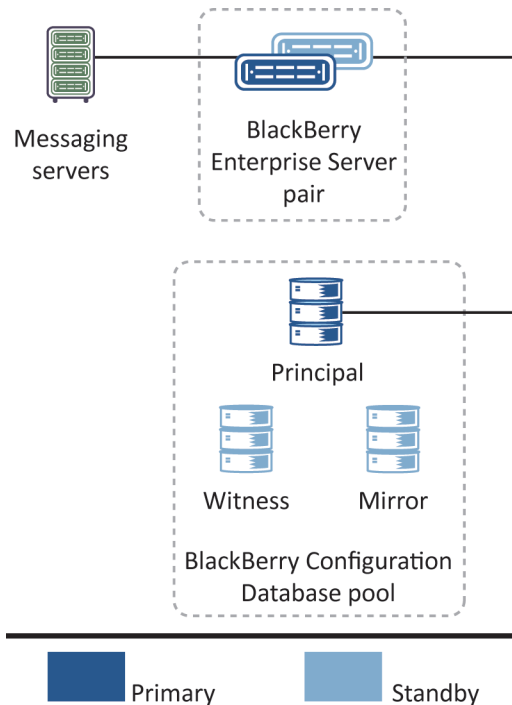 Messaging
servers
BlackBerry
Enterprise Server
pair
Principal
Witness
Mirror
BlackBerry Configuration
Database pool
Primary
Standby